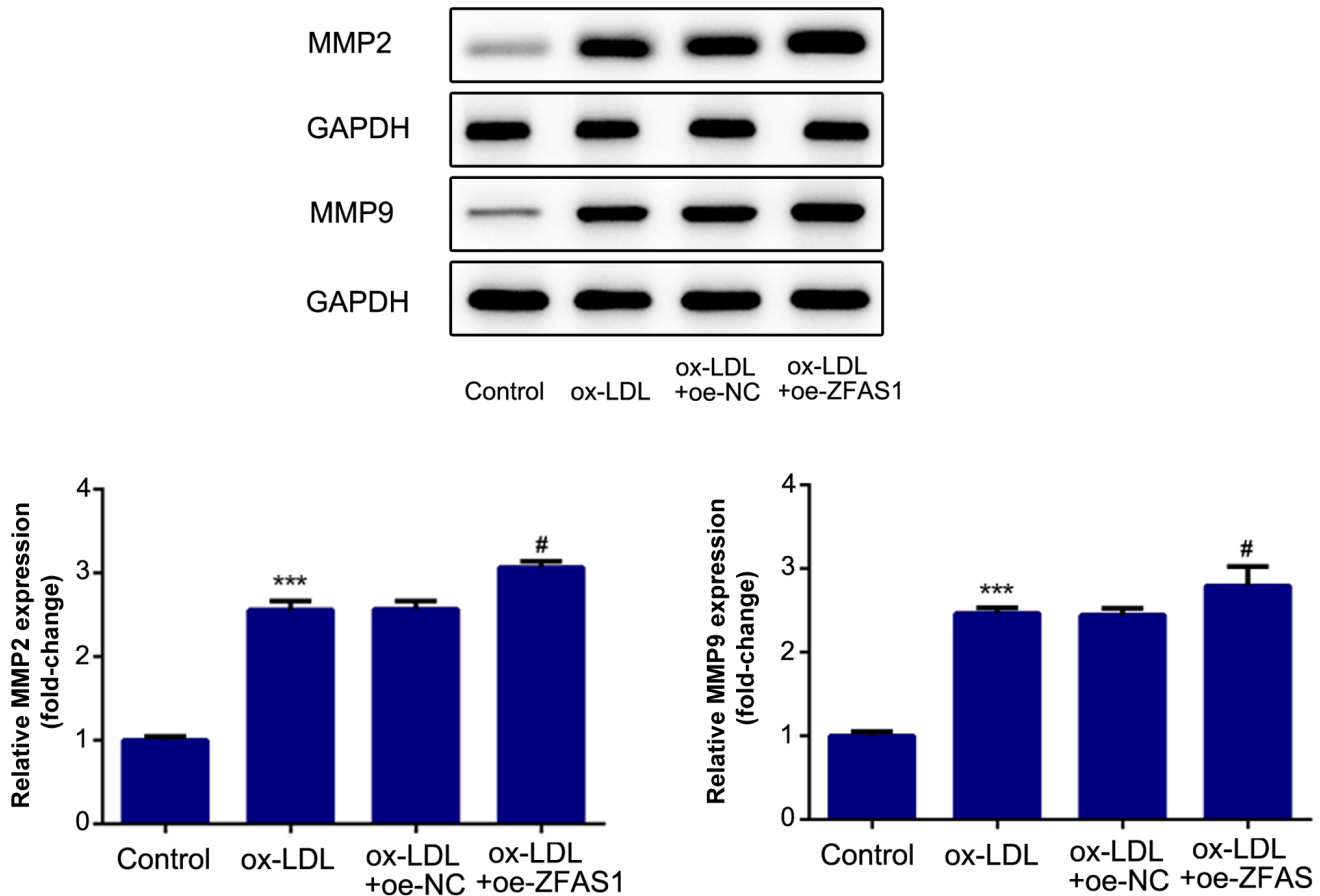 MMP2
GAPDH
MMP9
GAPDH
Control
ox-LDL
ox-LDL
+oe-NC
ox-LDL
+oe-ZFAS1
Relative MMP2 expression
(fold-change)
4
3
2
1
0
***
#
Control
ox-LDL
ox-LDL
+oe-NC
ox-LDL
+oe-ZFAS1
Relative MMP9 expression
(fold-change)
4
3
2
1
0
***
#
Control
ox-LDL
ox-LDL
+oe-NC
ox-LDL
+oe-ZFAS